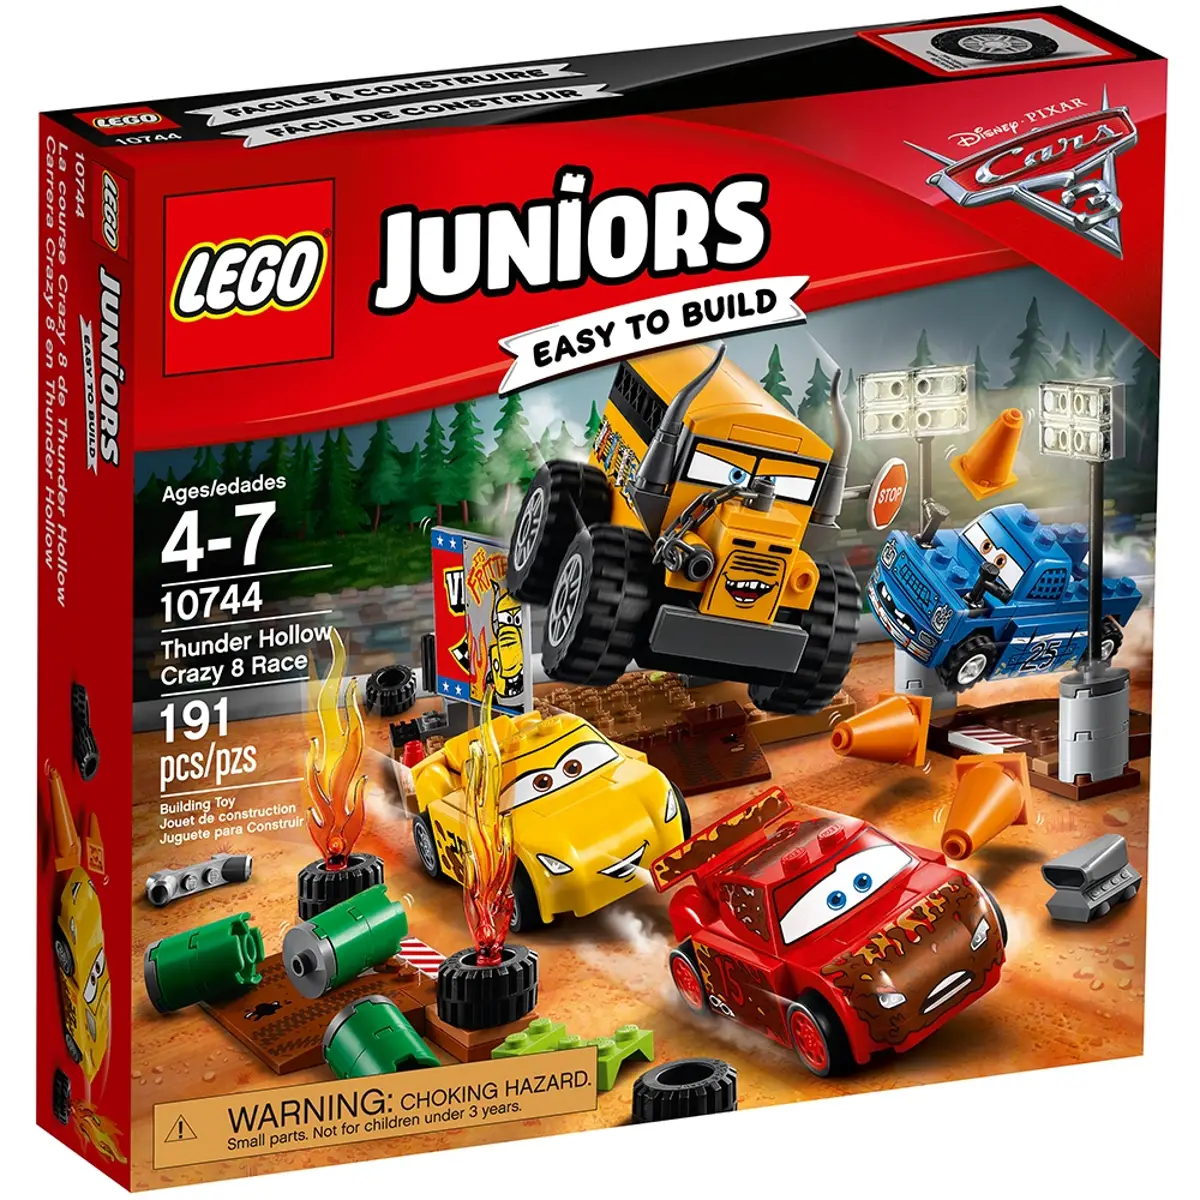 FACILE À CONSTRUIRE
FÁCIL DE CONSTRUIR
LEGO
10744
Disney · PIXAR
Cars 3
LEGO®
JUNIORS
EASY TO BUILD
Ages/edades
4-7
10744
Thunder Hollow
Crazy 8 Race
191
pcs/pzs
Building Toy
Jouet de construction
Juguete para Construir
STOP
25
15
WARNING: CHOKING HAZARD.
Small parts. Not for children under 3 years.
10744
LEGO
JUNIORS
EASY TO BUILD
La course Crazy 8 de Thunder Hollow
Carrera Crazy 8 en Thunder Hollow